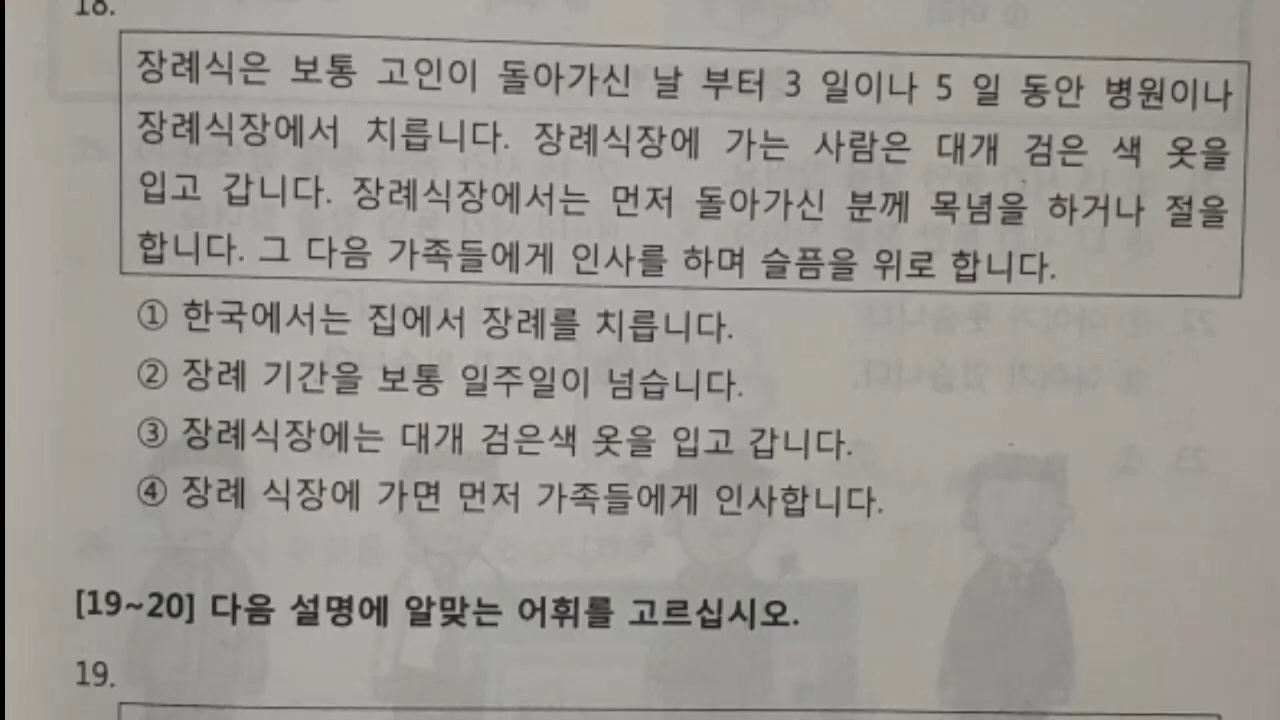 18.
장례식은 보통 고인이 돌아가신 날 부터 3 일이나 5 일 동안 병원이나
장례식장에서 치릅니다. 장례식장에 가는 사람은 대개 검은 색 옷을
입고 갑니다. 장례식장에서는 먼저 돌아가신 분께 목념을 하거나 절을
합니다. 그 다음 가족들에게 인사를 하며 슬픔을 위로 합니다.
① 한국에서는 집에서 장례를 치릅니다.
② 장례 기간을 보통 일주일이 넘습니다.
③ 장례식장에는 대개 검은색 옷을 입고 갑니다.
④ 장례 식장에 가면 먼저 가족들에게 인사합니다.
[19~20] 다음 설명에 알맞는 어휘를 고르십시오.
19.